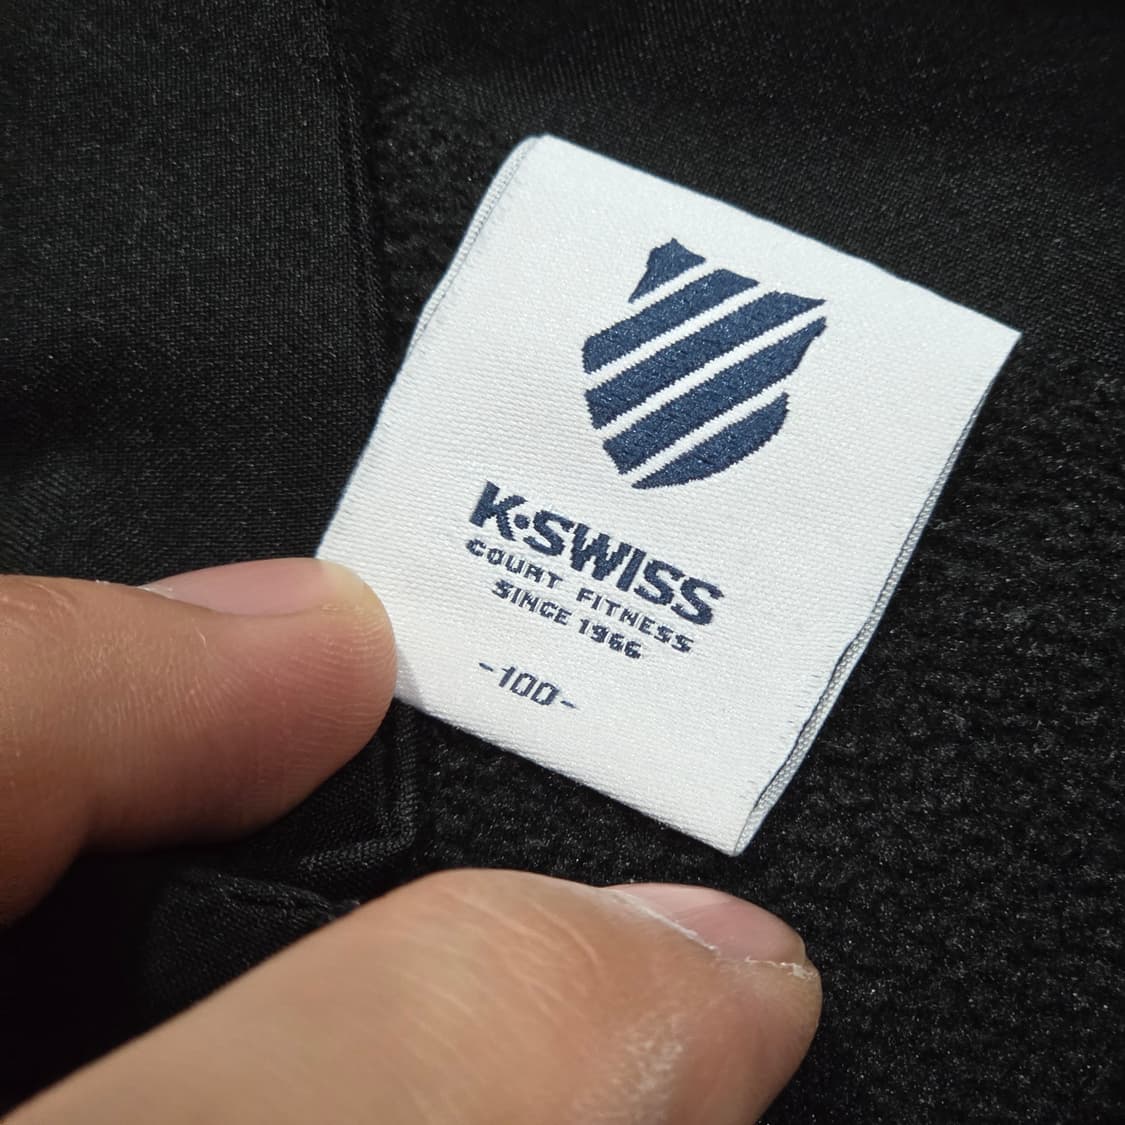 K·SWISS
COURT FITNESS
SINCE 1966
-100-